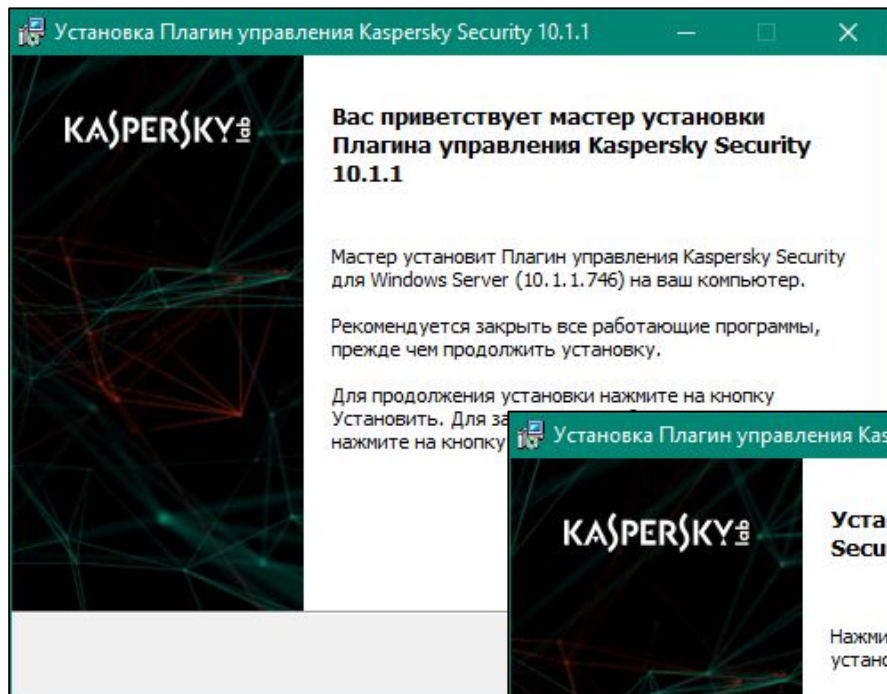 Установка Плагин управления Kaspersky Security 10.1.1
KASPERSKY lab
Вас приветствует мастер установки
Плагина управления Kaspersky Security
10.1.1
Мастер установит Плагин управления Kaspersky Security
для Windows Server (10.1.1.746) на ваш компьютер.
Рекомендуется закрыть все работающие программы,
прежде чем продолжить установку.
Для продолжения установки нажмите на кнопку
Установить. Для
нажмите на кнопку
Установка Плагин управления
KASPERSKY lab